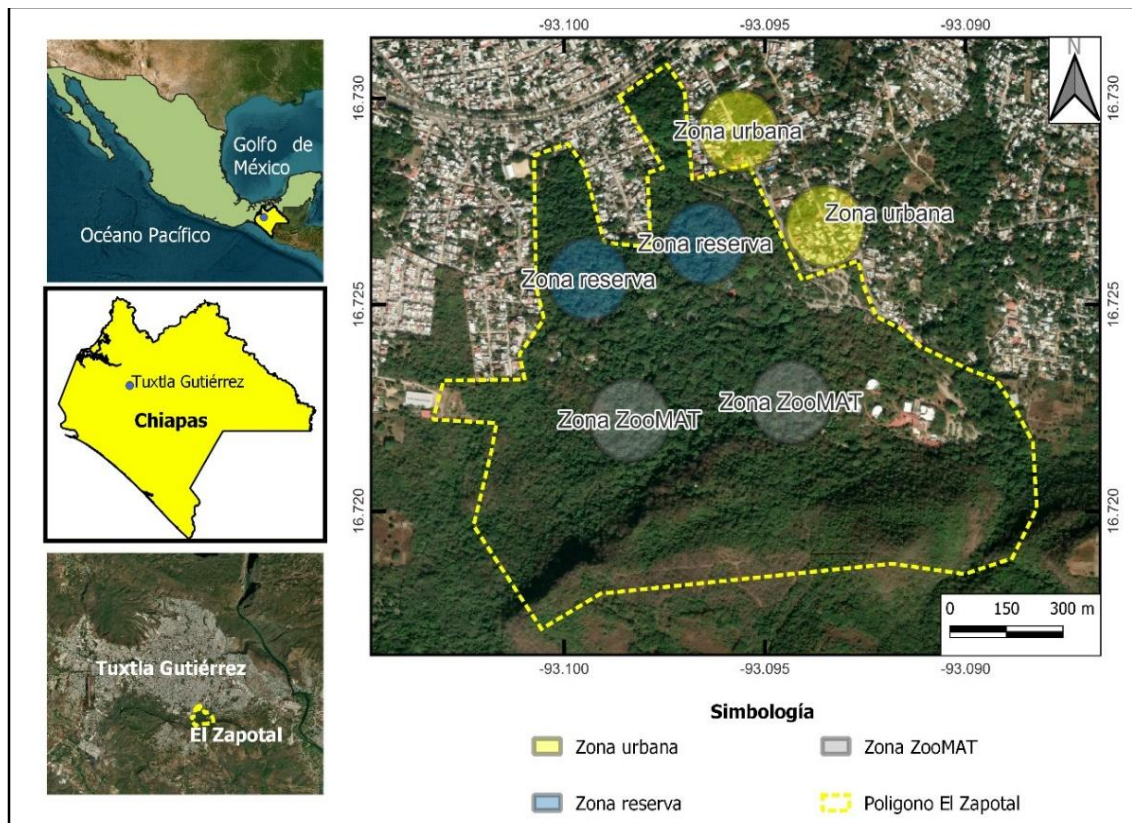 Golfo de
México
Océano Pacífico
Tuxtla Gutiérrez
Chiapas
Tuxtla Gutiérrez
El Zapotal
-93.100
-93.095
-93.090
N
16.730
16.730
Zona urbana
Zona urbana
Zona reserva
Zona reserva
16.725
16.725
Zona ZooMAT
Zona ZooMAT
16.720
16.720
0 150 300 m
-93.100
-93.095
-93.090
Simbología
Zona urbana
Zona ZooMAT
Zona reserva
Poligono El Zapotal